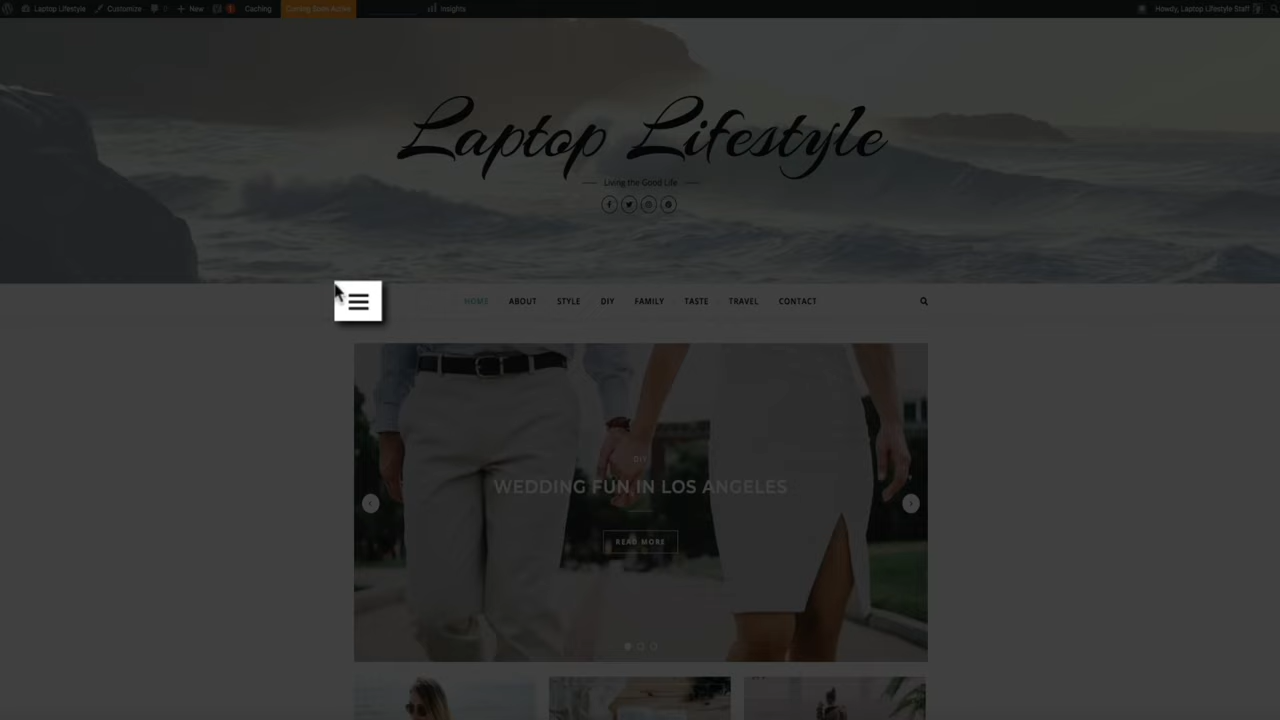 Laptop Lifestyle Customize 0 New Caching Coming Soon Active Insights Howdy, Laptop Lifestyle Staff
Laptop Lifestyle
Living the Good Life
HOME ABOUT STYLE DIY FAMILY TASTE TRAVEL CONTACT
DIY
WEDDING FUN IN LOS ANGELES
READ MORE